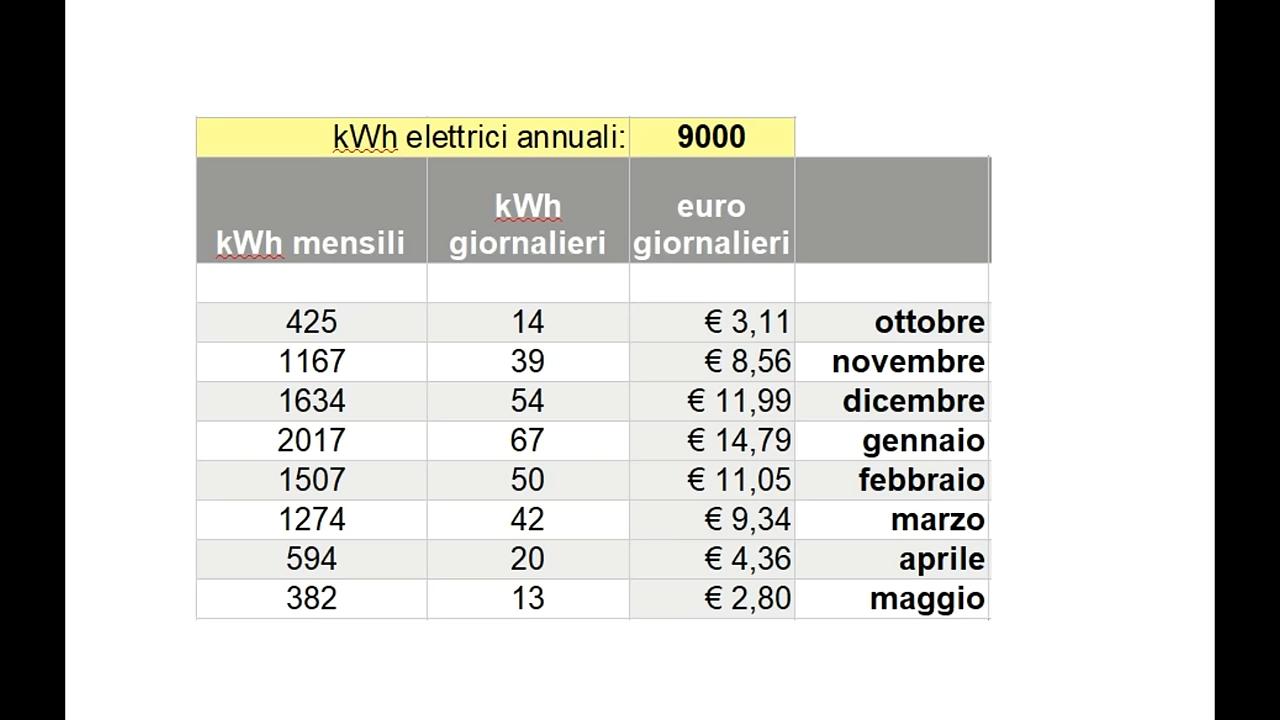 kWh elettrici annuali: 9000
kWh mensili kWh giornalieri euro giornalieri
425 14 € 3,11 ottobre
1167 39 € 8,56 novembre
1634 54 € 11,99 dicembre
2017 67 € 14,79 gennaio
1507 50 € 11,05 febbraio
1274 42 € 9,34 marzo
594 20 € 4,36 aprile
382 13 € 2,80 maggio